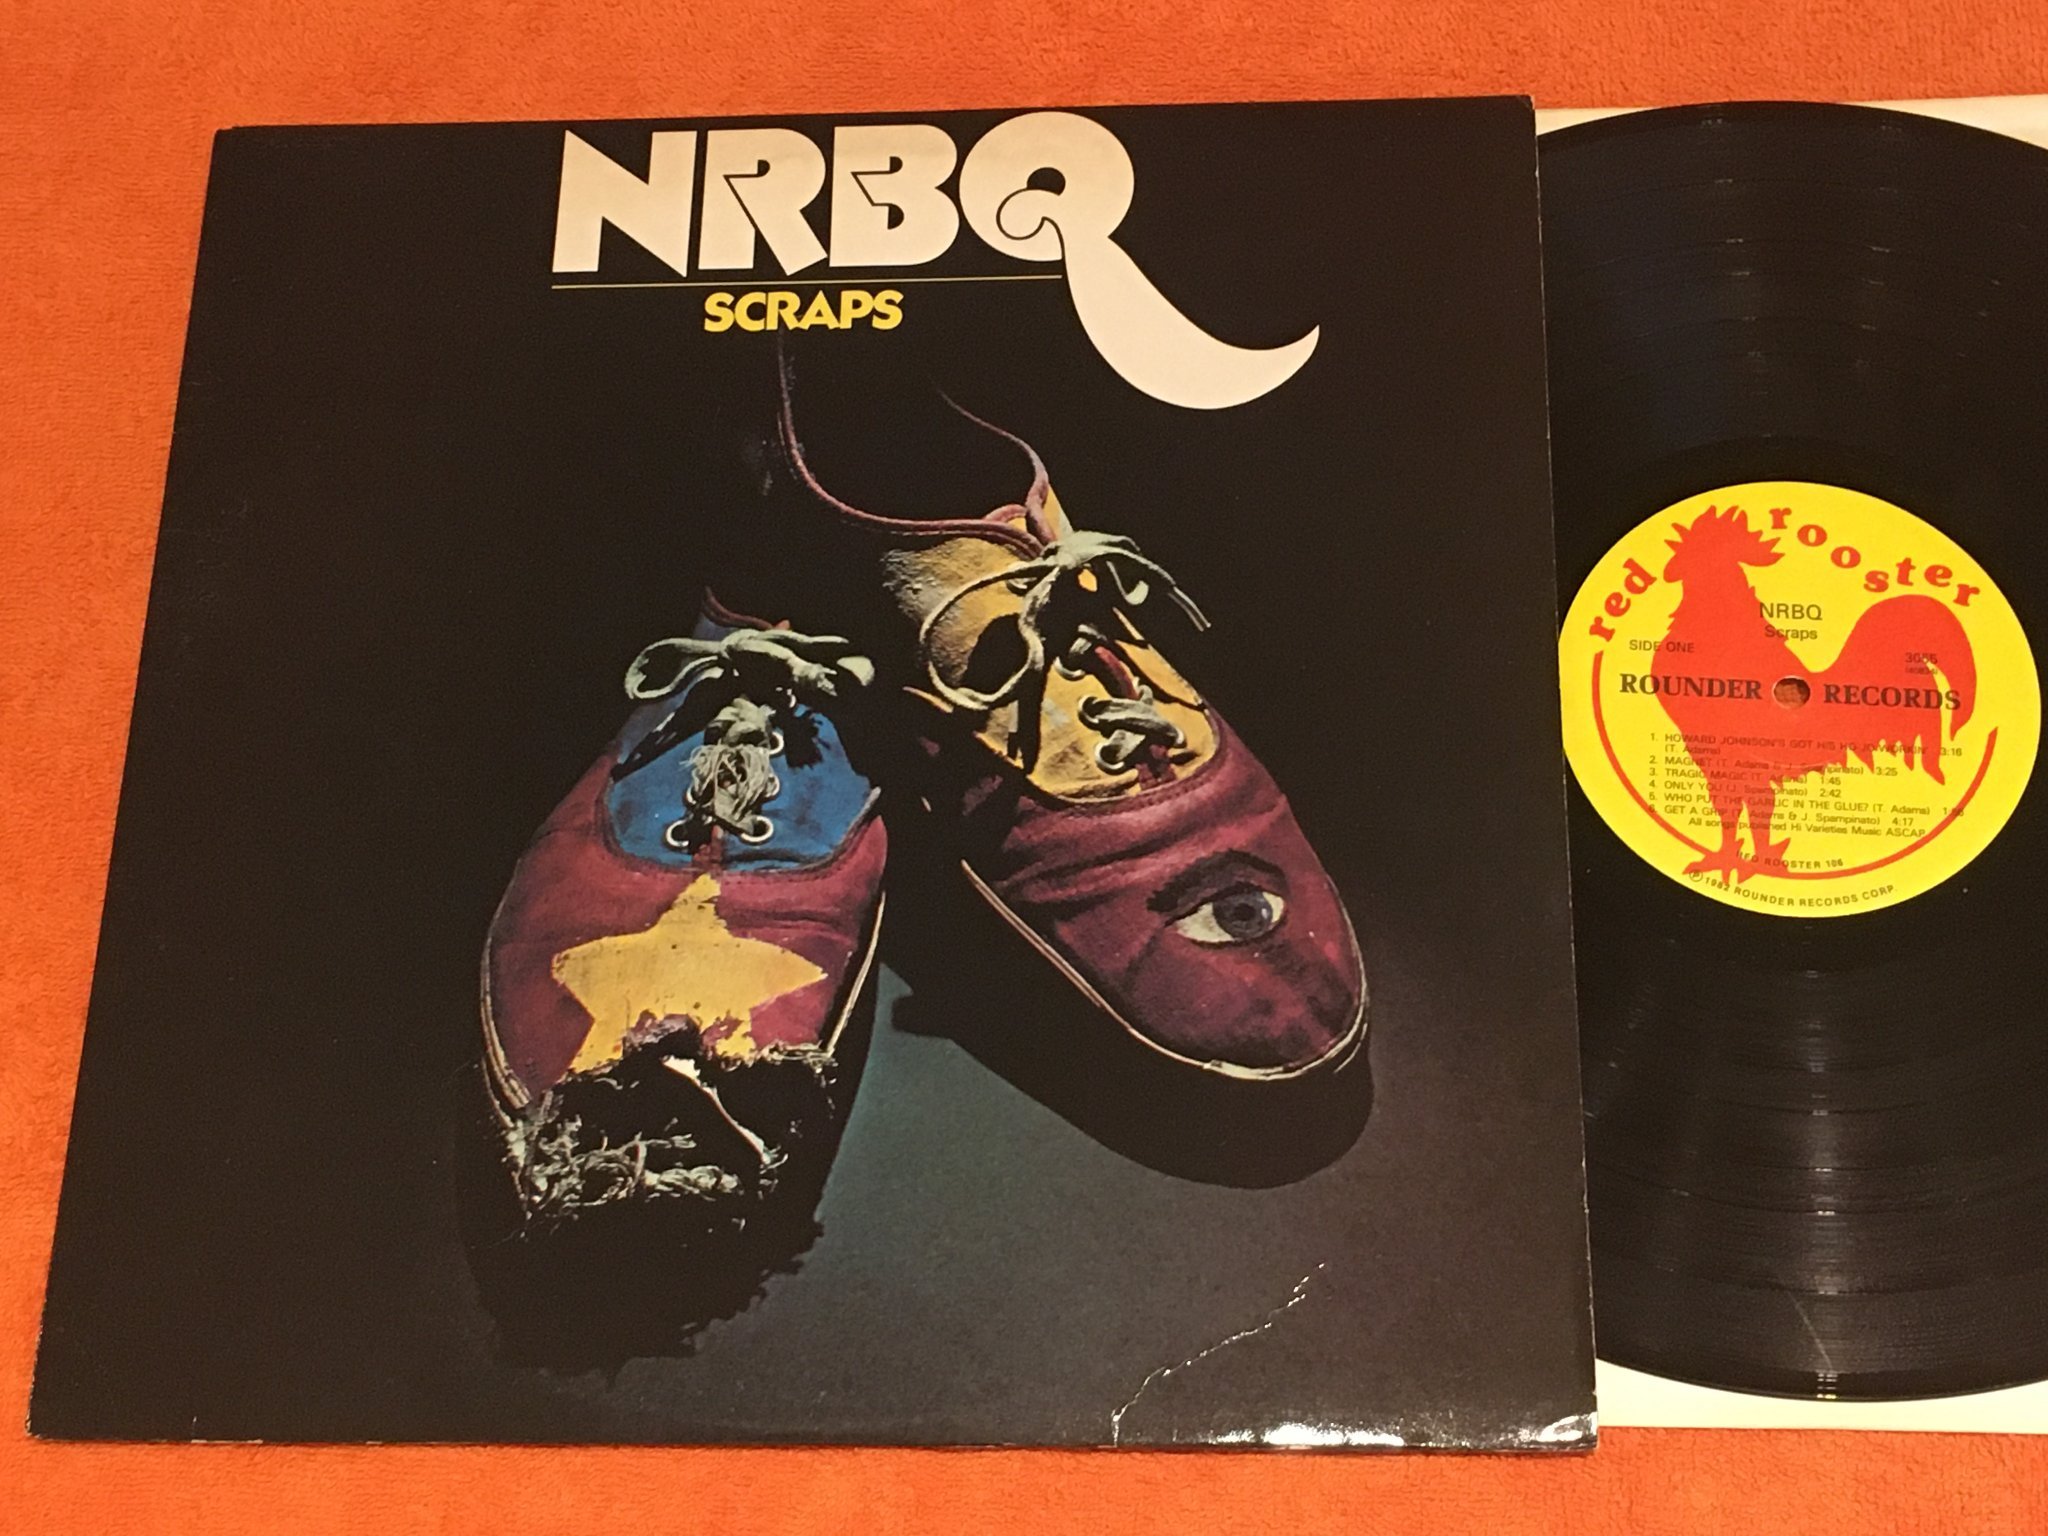 NRBQ
SCRAPS
red rooster
NRBQ
Scraps
SIDE ONE
3055
ROUNDER RECORDS
1. HOWARD JOHNSON'S GOT HIS HO JO WORKIN' 3:16
(T. Adams)
2. MAGNET (T. Adams & J. Spampinato) 3:25
3. TRAGIC MAGIC (T. Adams) 1:45
4. ONLY YOU (J. Spampinato) 2:42
5. WHO PUT THE GARLIC IN THE GLUE? (T. Adams)
6. GET A GRIP (T. Adams & J. Spampinato) 4:17
All songs published Hi Varieties Music ASCAP
RED ROOSTER 106
℗ 1982 ROUNDER RECORDS CORP.